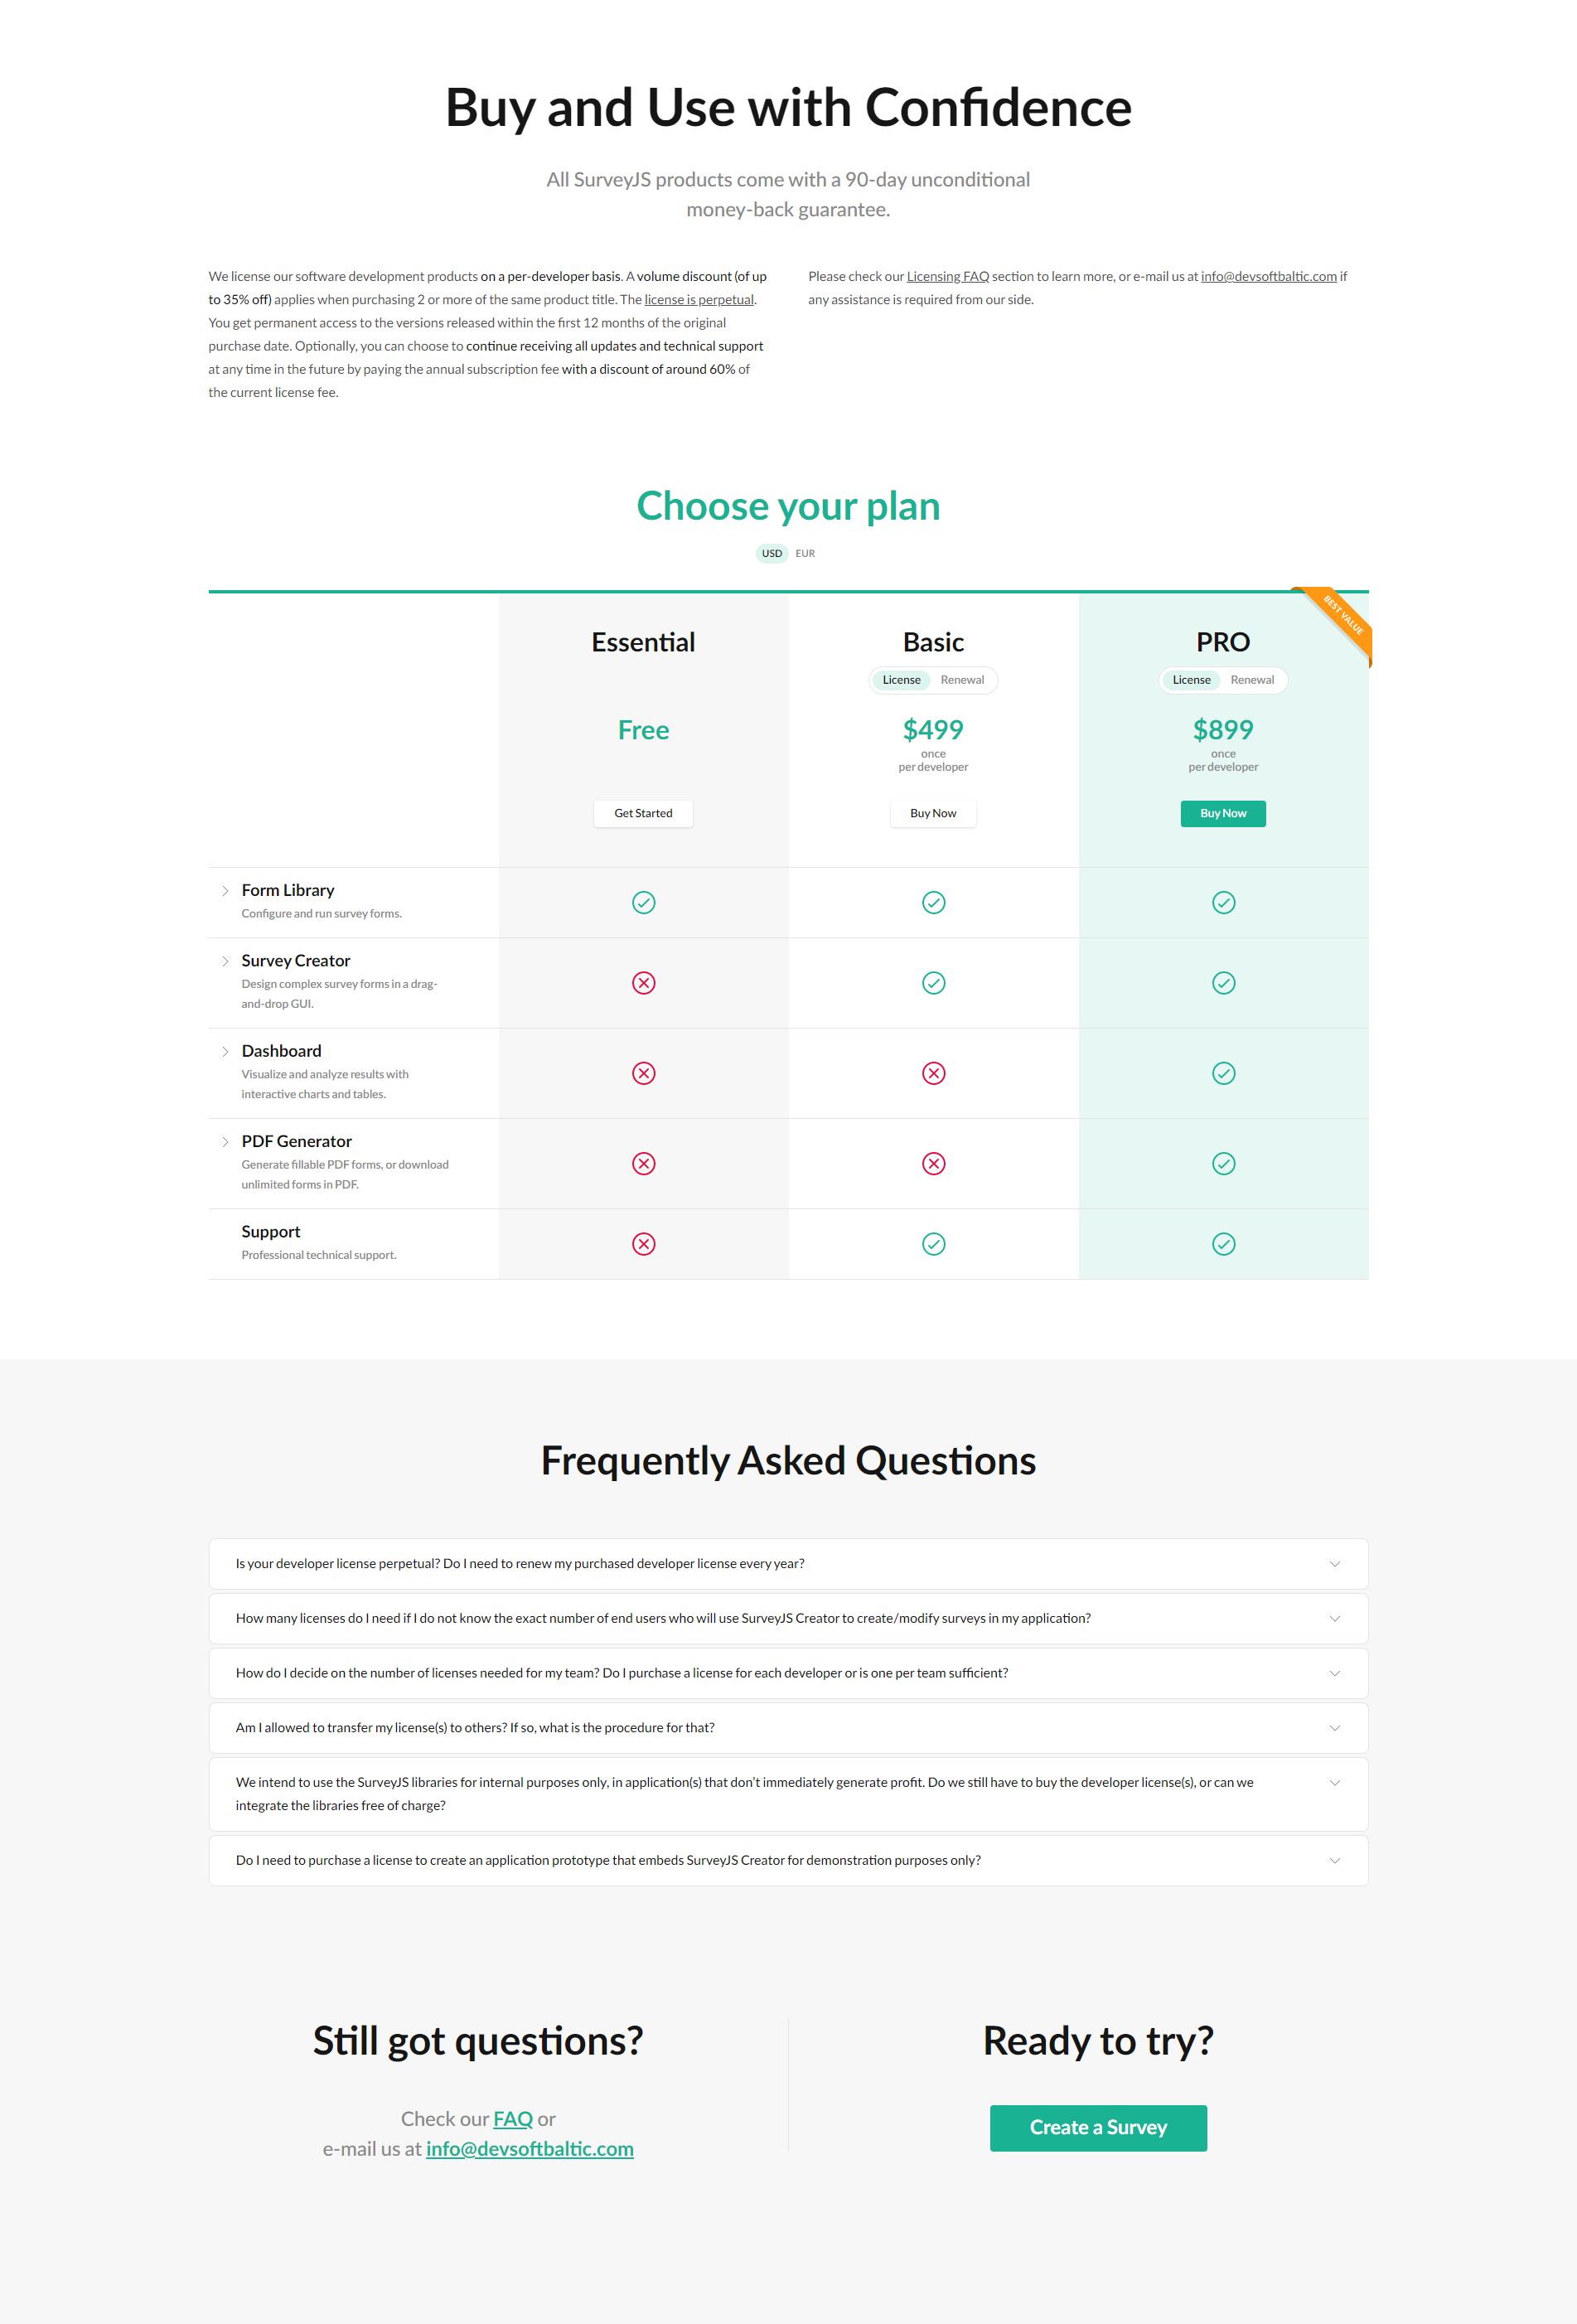 Buy and Use with Confidence
All SurveyJS products come with a 90-day unconditional
money-back guarantee.
We license our software development products on a per-developer basis. A volume discount (of up
to 35% off) applies when purchasing 2 or more of the same product title. The license is perpetual.
You get permanent access to the versions released within the first 12 months of the original
purchase date. Optionally, you can choose to continue receiving all updates and technical support
at any time in the future by paying the annual subscription fee with a discount of around 60% of
the current license fee.
Please check our Licensing FAQ section to learn more, or e-mail us at info@devsoftbaltic.com if
any assistance is required from our side.
Choose your plan
USD EUR
BEST VALUE
Essential
Free
Get Started
Basic
License Renewal
$499
once
per developer
Buy Now
PRO
License Renewal
$899
once
per developer
Buy Now
Form Library
Configure and run survey forms.
Survey Creator
Design complex survey forms in a drag-
and-drop GUI.
Dashboard
Visualize and analyze results with
interactive charts and tables.
PDF Generator
Generate fillable PDF forms, or download
unlimited forms in PDF.
Support
Professional technical support.
Frequently Asked Questions
Is your developer license perpetual? Do I need to renew my purchased developer license every year?
How many licenses do I need if I do not know the exact number of end users who will use SurveyJS Creator to create/modify surveys in my application?
How do I decide on the number of licenses needed for my team? Do I purchase a license for each developer or is one per team sufficient?
Am I allowed to transfer my license(s) to others? If so, what is the procedure for that?
We intend to use the SurveyJS libraries for internal purposes only, in application(s) that don't immediately generate profit. Do we still have to buy the developer license(s), or can we
integrate the libraries free of charge?
Do I need to purchase a license to create an application prototype that embeds SurveyJS Creator for demonstration purposes only?
Still got questions?
Check our FAQ or
e-mail us at info@devsoftbaltic.com
Ready to try?
Create a Survey